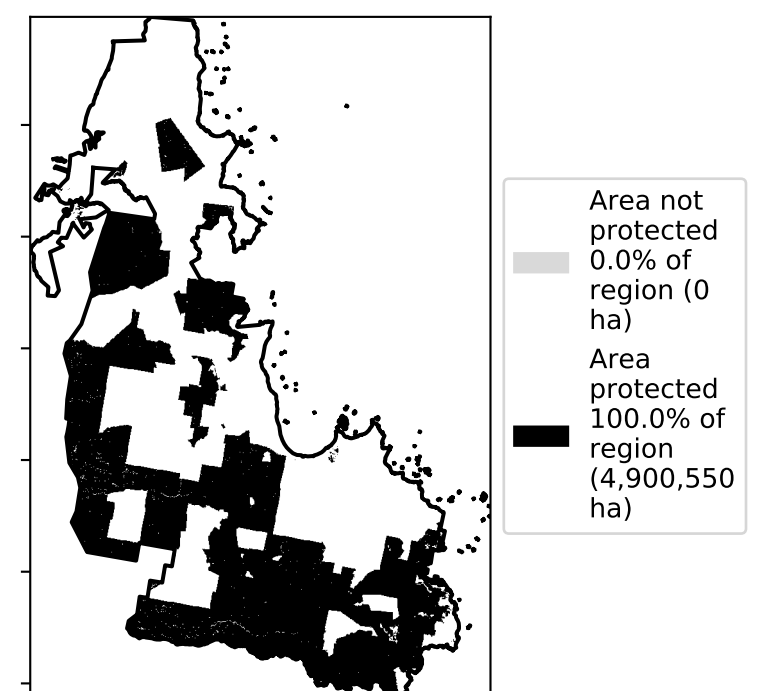 Area not
protected
0.0% of
region (0
ha)
Area
protected
100.0% of
region
(4,900,550
ha)